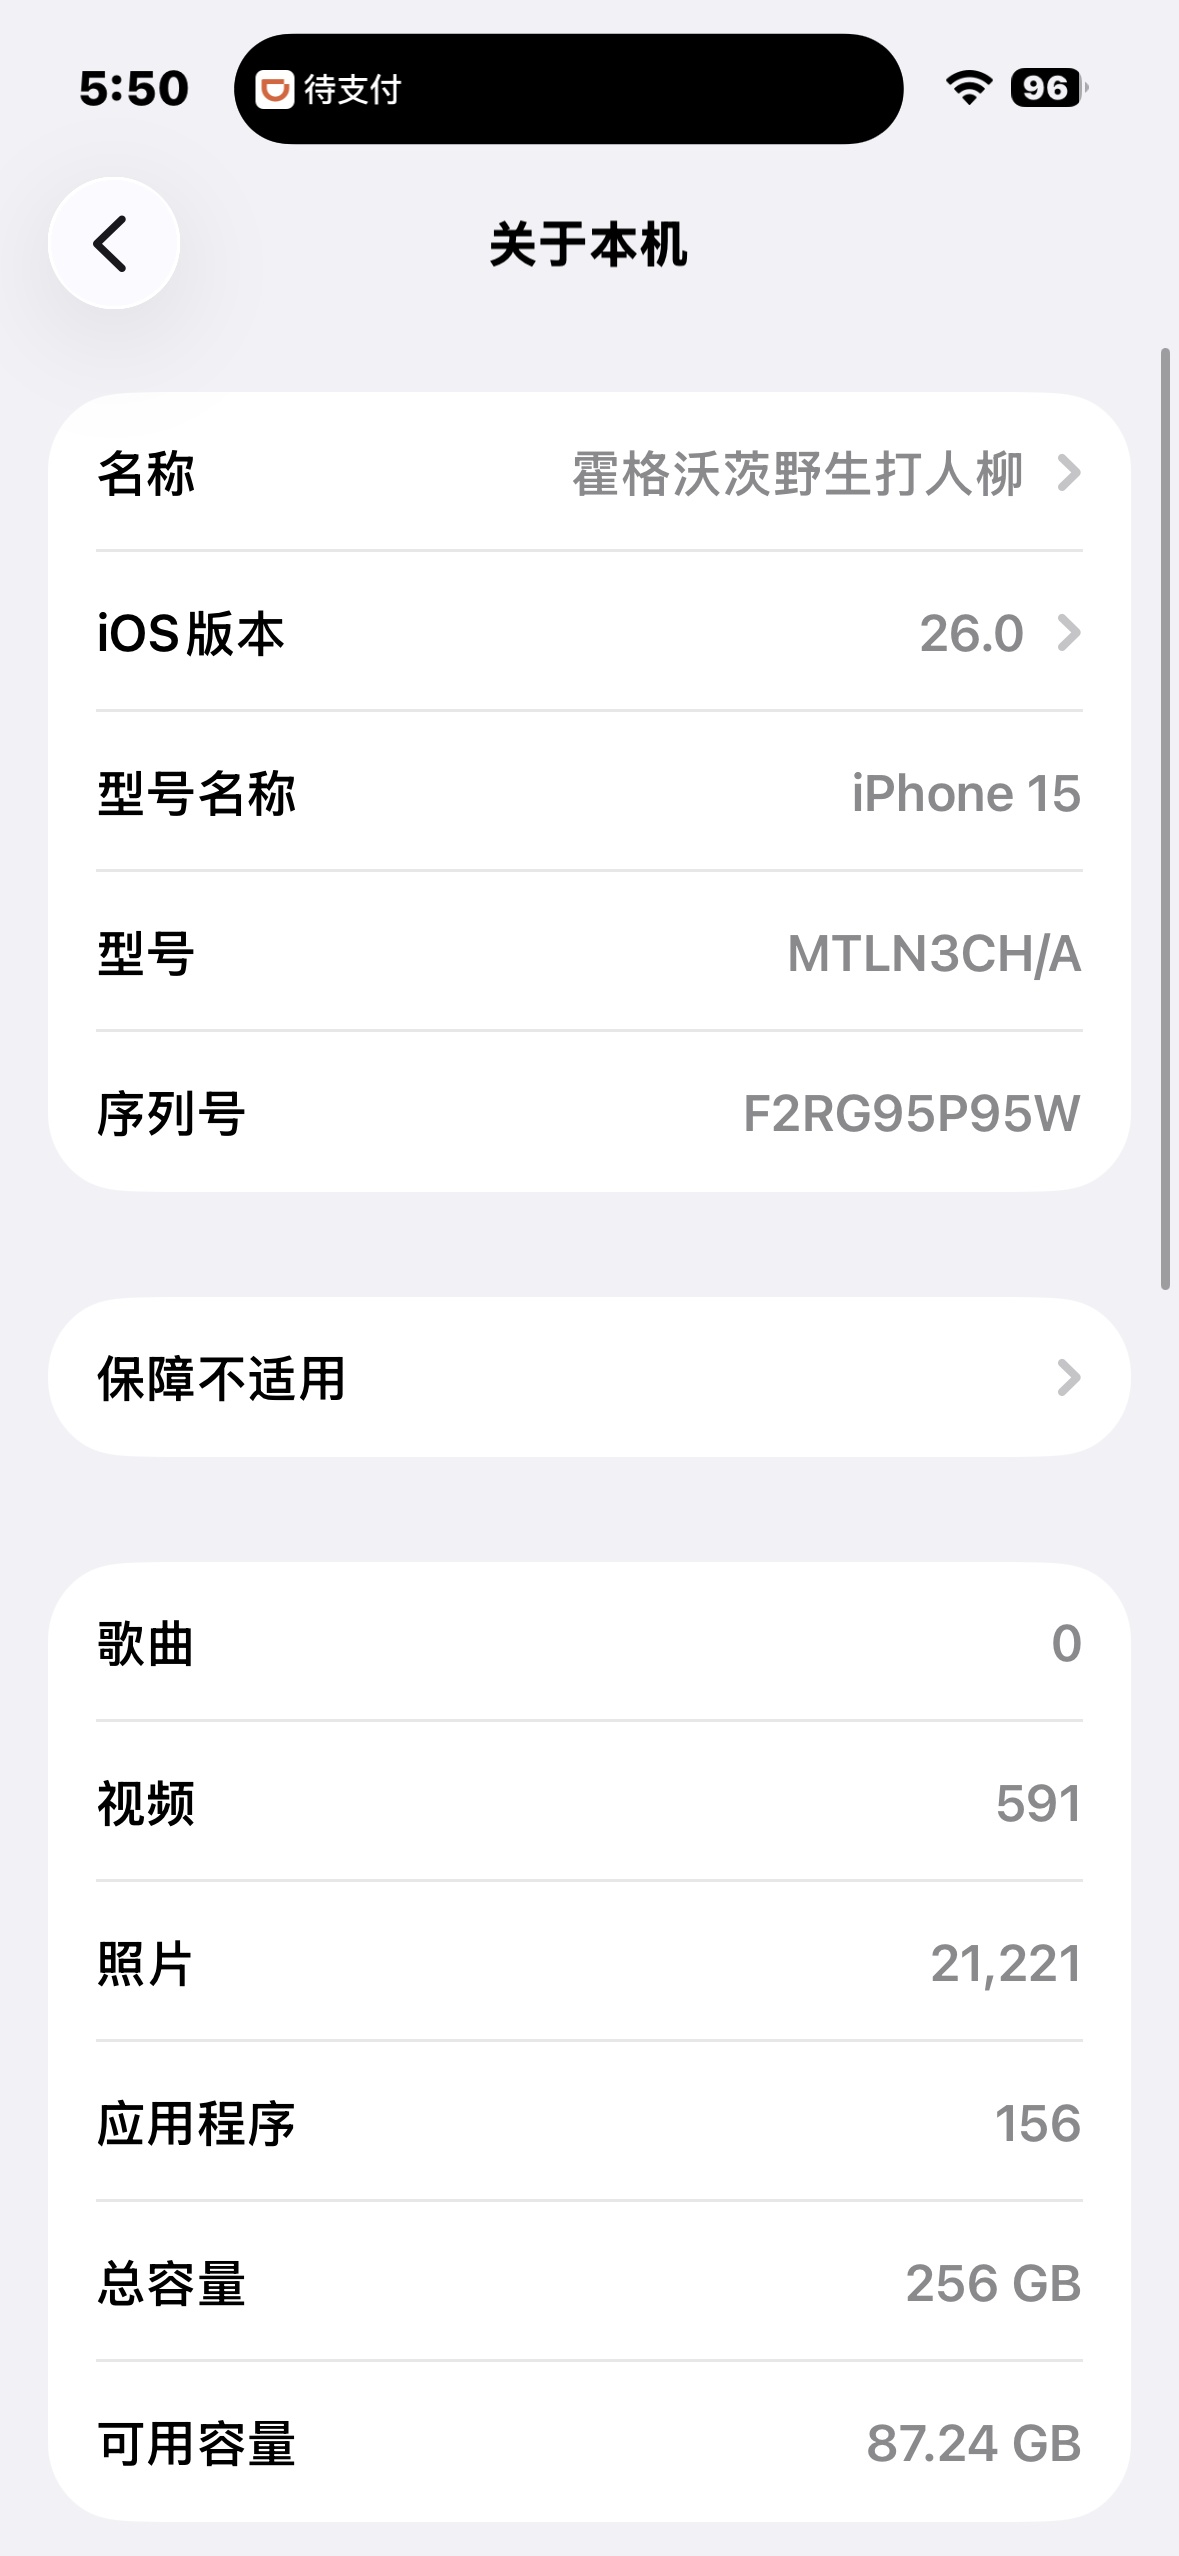 5:50
待支付
96
关于本机
名称 霍格沃茨野生打人柳
iOS版本 26.0
型号名称 iPhone 15
型号 MTLN3CH/A
序列号 F2RG95P95W
保障不适用
歌曲 0
视频 591
照片 21,221
应用程序 156
总容量 256 GB
可用容量 87.24 GB